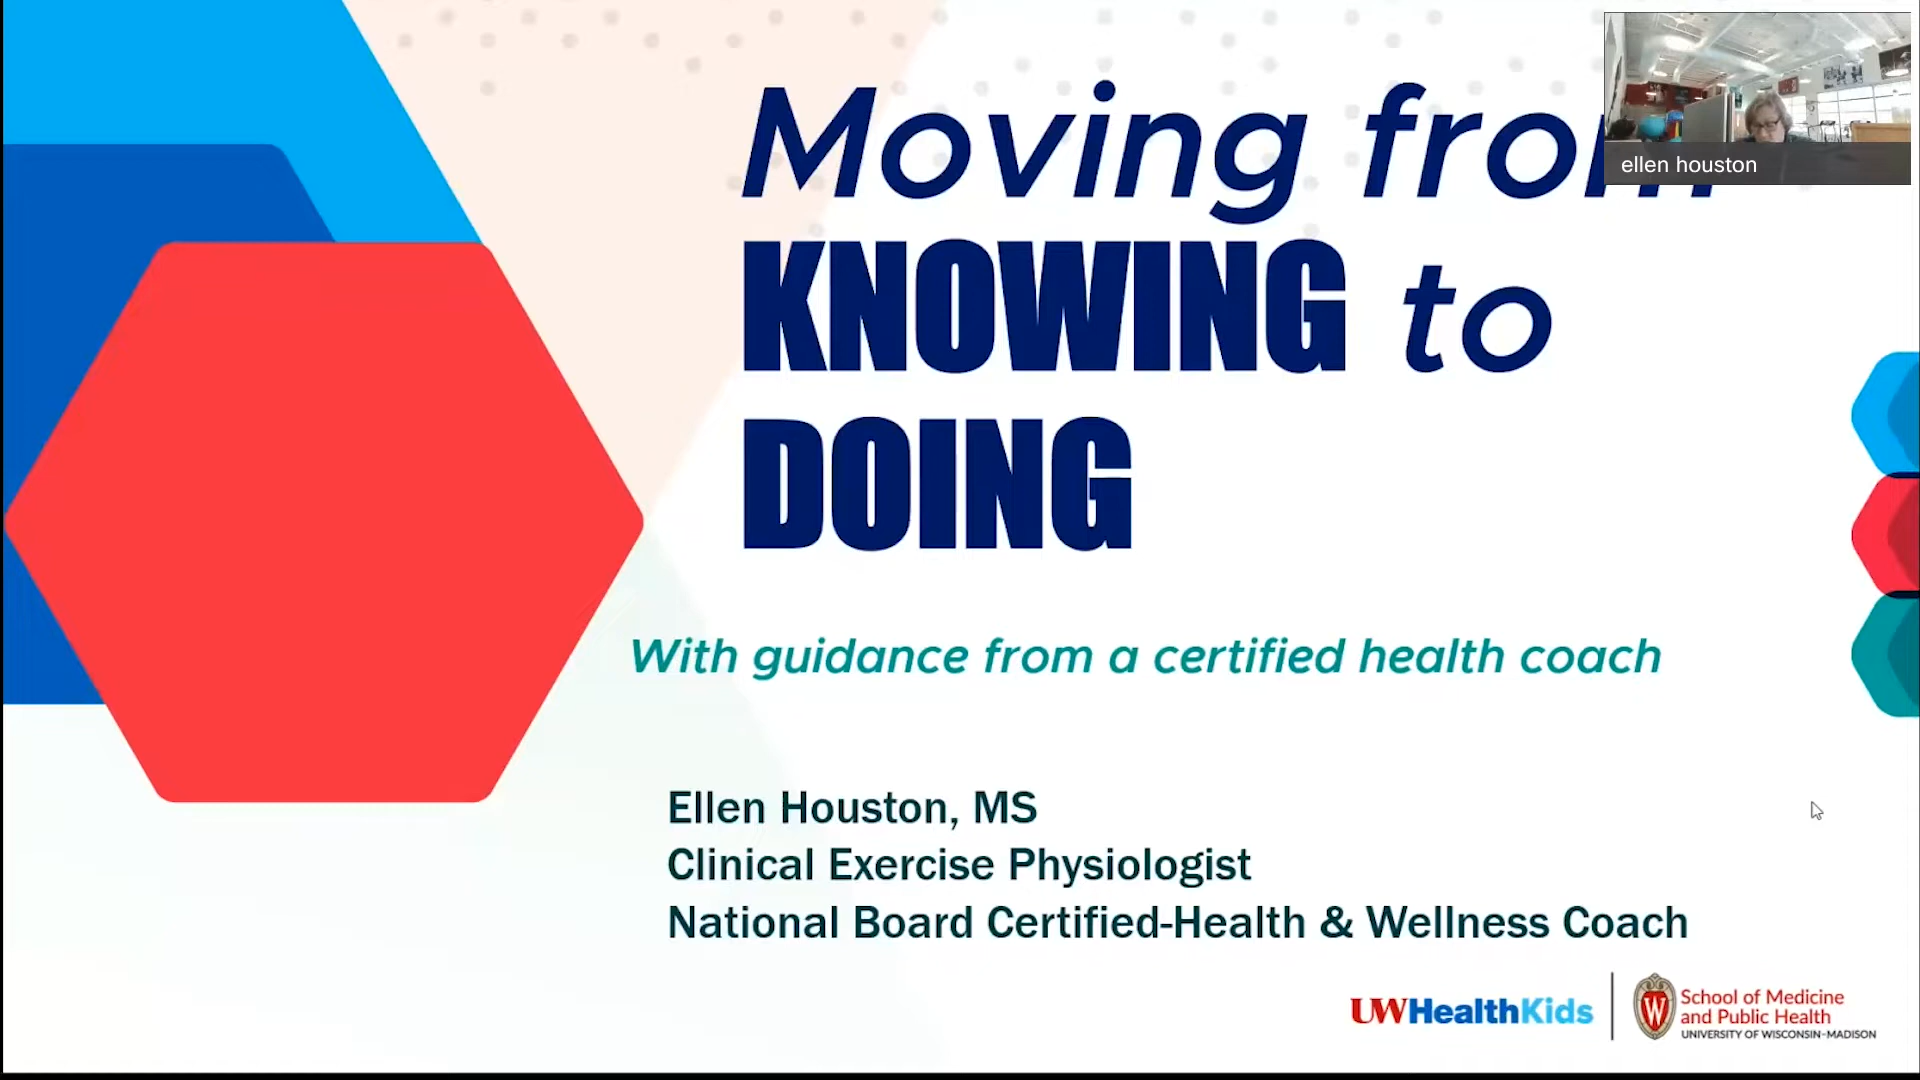 Moving from
KNOWING to
DOING
ellen houston
With guidance from a certified health coach
Ellen Houston, MS
Clinical Exercise Physiologist
National Board Certified-Health & Wellness Coach
UWHealthKids
W
School of Medicine
and Public Health
UNIVERSITY OF WISCONSIN–MADISON